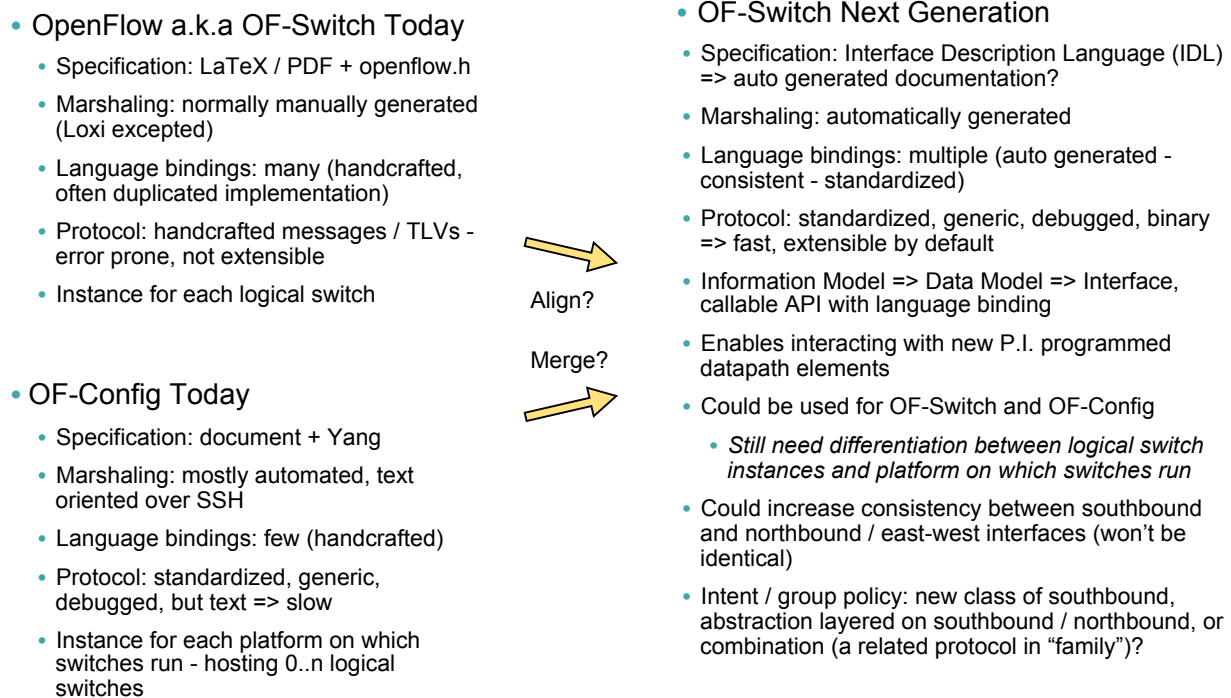 • OpenFlow a.k.a OF-Switch Today
• Specification: LaTeX / PDF + openflow.h
• Marshaling: normally manually generated
(Loxi excepted)
• Language bindings: many (handcrafted,
often duplicated implementation)
• Protocol: handcrafted messages / TLVs -
error prone, not extensible
• Instance for each logical switch
• OF-Config Today
• Specification: document + Yang
• Marshaling: mostly automated, text
oriented over SSH
• Language bindings: few (handcrafted)
• Protocol: standardized, generic,
debugged, but text => slow
• Instance for each platform on which
switches run - hosting 0..n logical
switches
Align?
Merge?
• OF-Switch Next Generation
• Specification: Interface Description Language (IDL)
=> auto generated documentation?
• Marshaling: automatically generated
• Language bindings: multiple (auto generated -
consistent - standardized)
• Protocol: standardized, generic, debugged, binary
=> fast, extensible by default
• Information Model => Data Model => Interface,
callable API with language binding
• Enables interacting with new P.I. programmed
datapath elements
• Could be used for OF-Switch and OF-Config
• Still need differentiation between logical switch
instances and platform on which switches run
• Could increase consistency between southbound
and northbound / east-west interfaces (won't be
identical)
• Intent / group policy: new class of southbound,
abstraction layered on southbound / northbound, or
combination (a related protocol in “family”)?